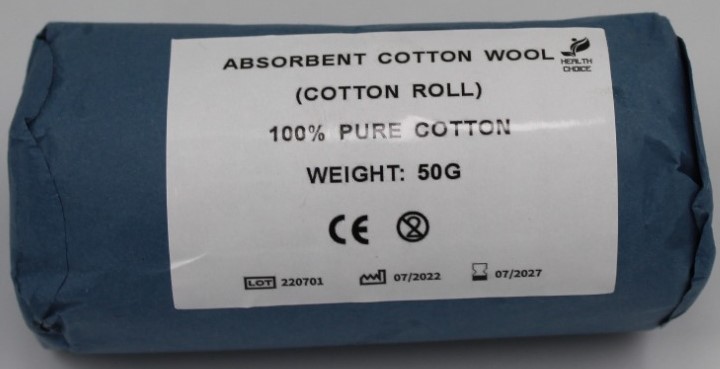 ABSORBENT COTTON WOOL
HEALTH
CHOICE
(COTTON ROLL)
100% PURE COTTON
WEIGHT: 50G
CE
2
LOT 220701 07/2022 07/2027